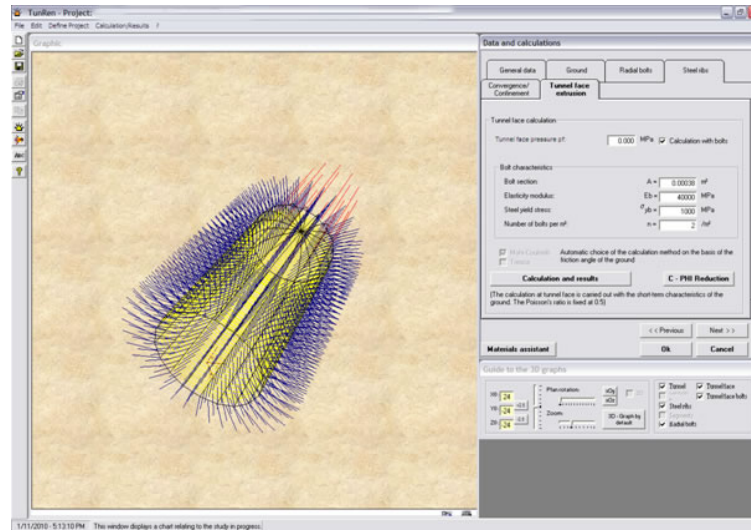 TunRen - Project:
File Edit Define Project Calculation/Results ?
Graphic
Data and calculations
General data Ground Radial bolts Steel ribs
Convergence/ Confinement Tunnel face extrusion
Tunnel face calculation
Tunnel face pressure pf: 0.000 MPa Calculation with bolts
Bolt characteristics
Bolt section: A = 0.00038 m²
Elasticity modulus: Eb = 40000 MPa
Steel yield stress: σyb = 1000 MPa
Number of bolts per m²: n = 2 /m²
Automatic choice of the calculation method on the basis of the
friction angle of the ground
Calculation and results C - PHI Reduction
(The calculation at tunnel face is carried out with the short-term characteristics of the
ground. The Poisson's ratio is fixed at 0.5)
<< Previous Next >>
Materials assistant Ok Cancel
Guide to the 3D graphs
Plan rotation: xOy Tunnel Tunnel face
-24 xOz Tunnel face bolts
-24 Steel ribs
Zoom: 3D - Graph by
-24 default Radial bolts
1/11/2010 - 5:13:10 PM This window displays a chart relating to the study in progress.